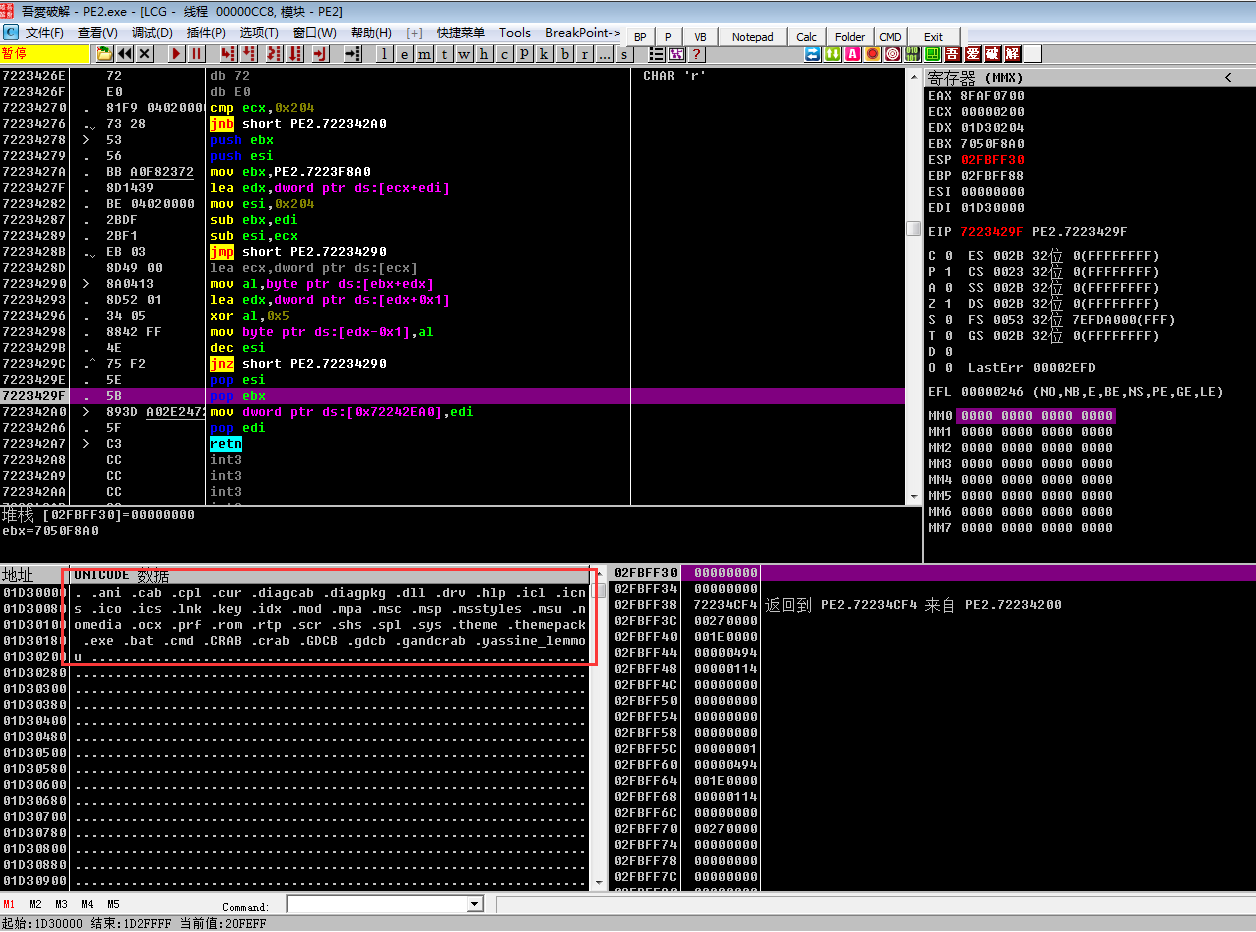 吾爱破解 - PE2.exe - [LCG - 线程 00000CC8, 模块 - PE2]
文件(F) 查看(V) 调试(D) 插件(P) 选项(T) 窗口(W) 帮助(H) [+] 快捷菜单 Tools BreakPoint-> BP P VB Notepad Calc Folder CMD Exit
暂停 l e m t w h c p k b r ... s ? 吾 爱 破 解
7223426E 72 db 72 CHAR 'r'
7223426F E0 db E0
72234270 . 81F9 0402000 cmp ecx,0x204
72234276 . 73 28 jnb short PE2.722342A0
72234278 > 53 push ebx
72234279 . 56 push esi
7223427A . BB A0F82372 mov ebx,PE2.7223F8A0
7223427F . 8D1439 lea edx,dword ptr ds:[ecx+edi]
72234282 . BE 04020000 mov esi,0x204
72234287 . 2BDF sub ebx,edi
72234289 . 2BF1 sub esi,ecx
7223428B . EB 03 jmp short PE2.72234290
7223428D 8D49 00 lea ecx,dword ptr ds:[ecx]
72234290 > 8A0413 mov al,byte ptr ds:[ebx+edx]
72234293 . 8D52 01 lea edx,dword ptr ds:[edx+0x1]
72234296 . 34 05 xor al,0x5
72234298 . 8842 FF mov byte ptr ds:[edx-0x1],al
7223429B . 4E dec esi
7223429C .^ 75 F2 jnz short PE2.72234290
7223429E . 5E pop esi
7223429F . 5B pop ebx
722342A0 > 893D A02E2472 mov dword ptr ds:[0x72242EA0],edi
722342A6 . 5F pop edi
722342A7 > C3 retn
722342A8 CC int3
722342A9 CC int3
722342AA CC int3
堆栈 [02FBFF30]=00000000
ebx=7050F8A0
寄存器 (MMX) <
EAX 8FAF0700
ECX 00000200
EDX 01D30204
EBX 7050F8A0
ESP 02FBFF30
EBP 02FBFF88
ESI 00000000
EDI 01D30000
EIP 7223429F PE2.7223429F
C 0 ES 002B 32位 0(FFFFFFFF)
P 1 CS 0023 32位 0(FFFFFFFF)
A 0 SS 002B 32位 0(FFFFFFFF)
Z 1 DS 002B 32位 0(FFFFFFFF)
S 0 FS 0053 32位 7EFDA000(FFF)
T 0 GS 002B 32位 0(FFFFFFFF)
D 0
O 0 LastErr 00002EFD
EFL 00000246 (NO,NB,E,BE,NS,PE,GE,LE)
MM0 0000 0000 0000 0000
MM1 0000 0000 0000 0000
MM2 0000 0000 0000 0000
MM3 0000 0000 0000 0000
MM4 0000 0000 0000 0000
MM5 0000 0000 0000 0000
MM6 0000 0000 0000 0000
MM7 0000 0000 0000 0000
地址 UNICODE 数据
01D30000 . .ani .cab .cpl .cur .diagcab .diagpkg .dll .drv .hlp .icl .icn
01D30080 s .ico .ics .lnk .key .idx .mod .mpa .msc .msp .msstyles .msu .n
01D30100 omedia .ocx .prf .rom .rtp .scr .shs .spl .sys .theme .themepack
01D30180 .exe .bat .cmd .CRAB .crab .GDCB .gdcb .gandcrab .yassine_lemmo
01D30200 u ..............................................................
01D30280 ................................................................
01D30300 ................................................................
01D30380 ................................................................
01D30400 ................................................................
01D30480 ................................................................
01D30500 ................................................................
01D30580 ................................................................
01D30600 ................................................................
01D30680 ................................................................
01D30700 ................................................................
01D30780 ................................................................
01D30800 ................................................................
01D30880 ................................................................
01D30900 ................................................................
02FBFF30 00000000
02FBFF34 00000000
02FBFF38 72234CF4 返回到 PE2.72234CF4 来自 PE2.72234200
02FBFF3C 00270000
02FBFF40 001E0000
02FBFF44 00000494
02FBFF48 00000114
02FBFF4C 00000000
02FBFF50 00000000
02FBFF54 00000000
02FBFF58 00000000
02FBFF5C 00000001
02FBFF60 00000494
02FBFF64 001E0000
02FBFF68 00000114
02FBFF6C 00000000
02FBFF70 00270000
02FBFF74 00000000
02FBFF78 00000000
02FBFF7C 00000000
M1 M2 M3 M4 M5 Command:
起始:1D30000 结束:1D2FFFF 当前值:20FEFF